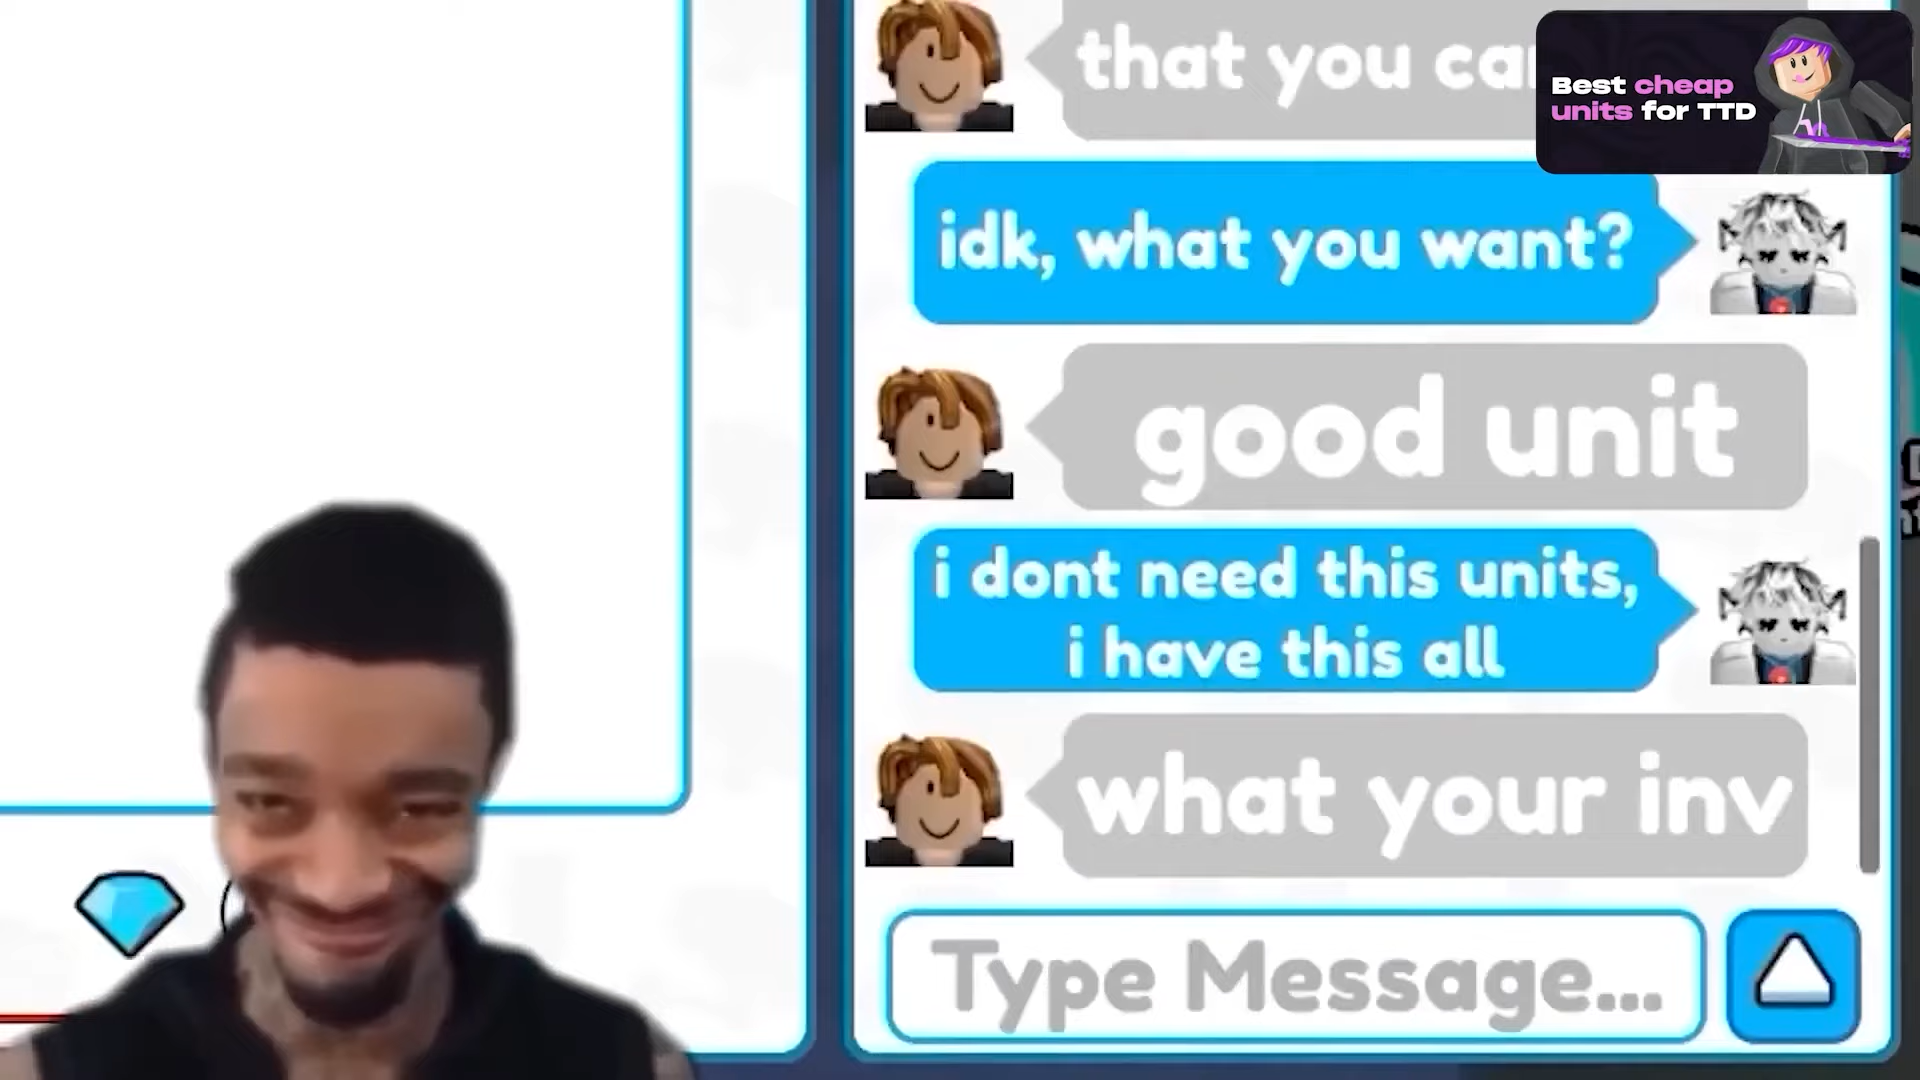 that you
Best cheap
units for TTD
idk, what you want?
good unit
i dont need this units,
i have this all
what your inv
Type Message...